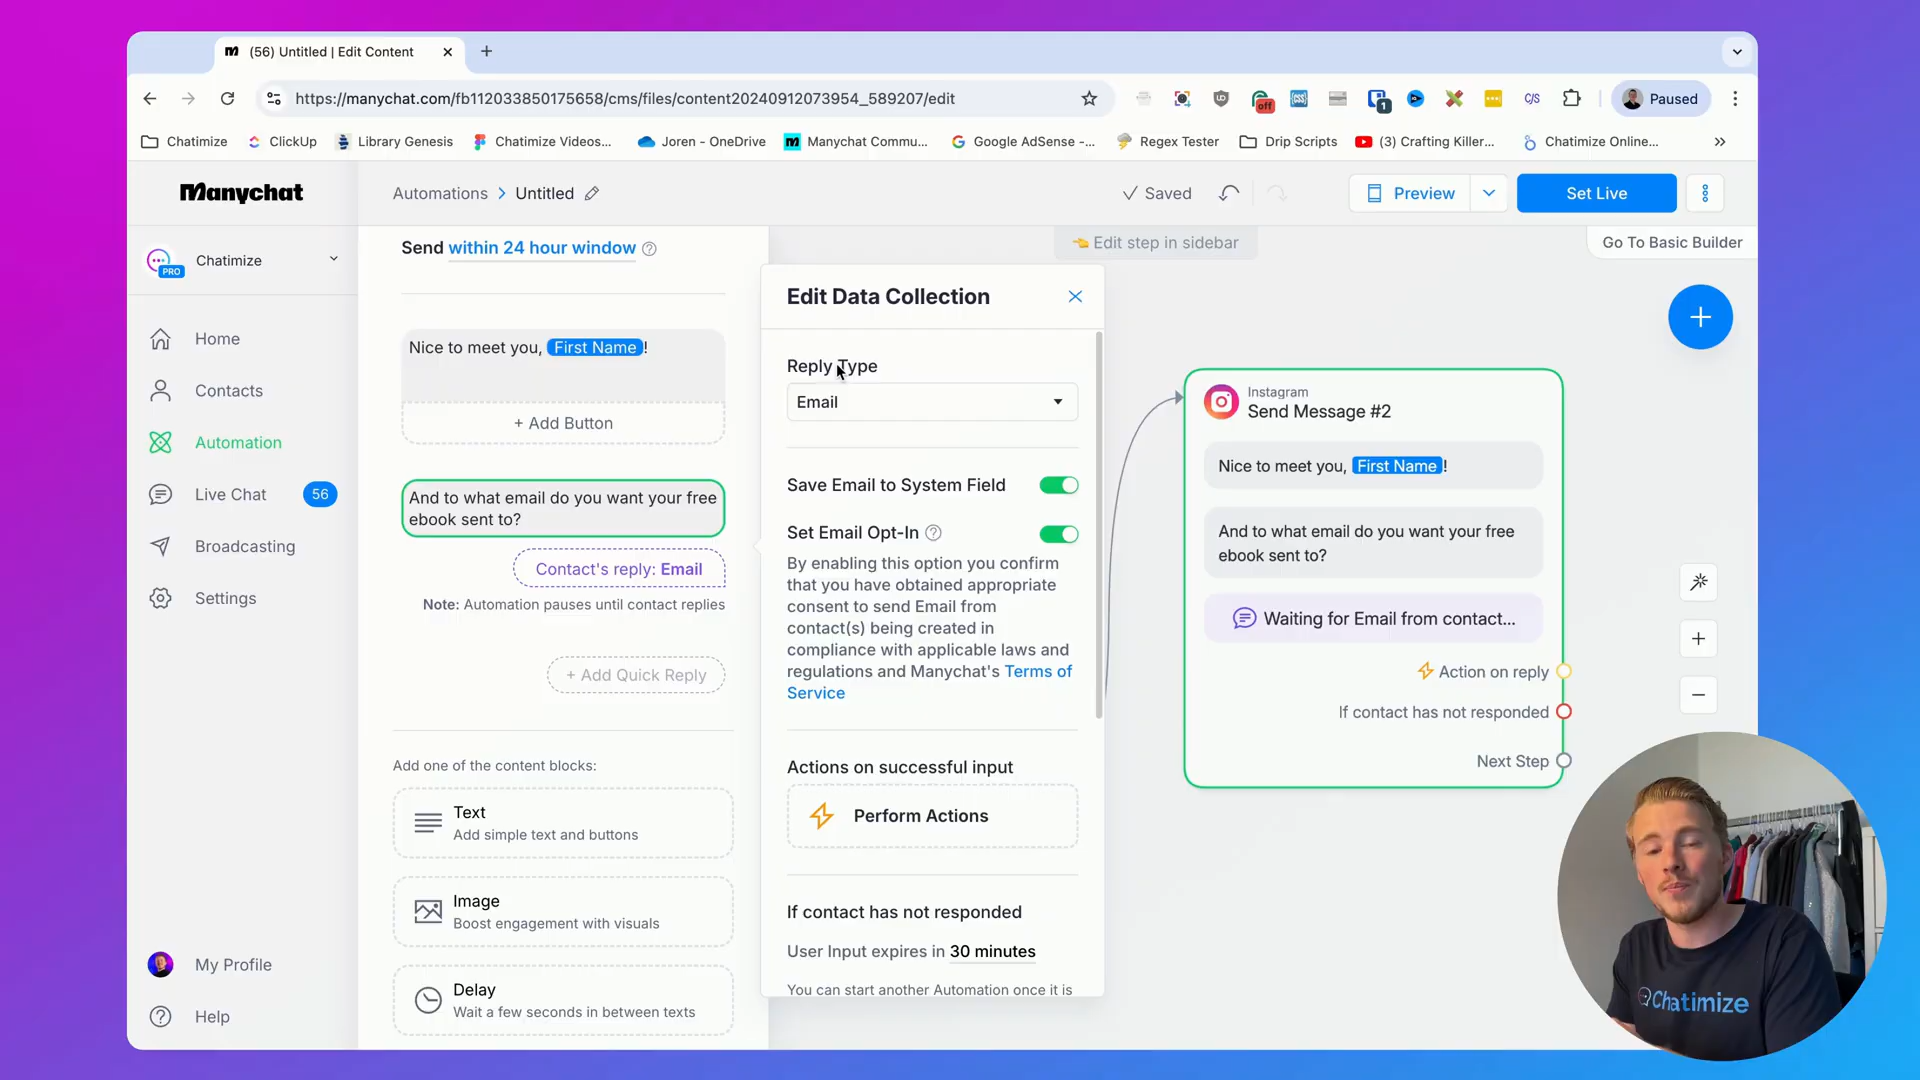 (56) Untitled | Edit Content
https://manychat.com/fb112033850175658/cms/files/content20240912073954_589207/edit
off
CSS
1
C/S
Paused
Chatimize
ClickUp
Library Genesis
Chatimize Videos...
Joren - OneDrive
Manychat Commu...
Google AdSense -...
Regex Tester
Drip Scripts
(3) Crafting Killer...
Chatimize Online...
Manychat
Automations
Untitled
Saved
Preview
Set Live
PRO
Chatimize
Home
Contacts
Automation
Live Chat
56
Broadcasting
Settings
My Profile
Help
Send within 24 hour window
Nice to meet you, First Name !
+ Add Button
And to what email do you want your free
ebook sent to?
Contact's reply: Email
Note: Automation pauses until contact replies
+ Add Quick Reply
Add one of the content blocks:
Text
Add simple text and buttons
Image
Boost engagement with visuals
Delay
Wait a few seconds in between texts
Edit Data Collection
Reply Type
Email
Save Email to System Field
Set Email Opt-In
By enabling this option you confirm
that you have obtained appropriate
consent to send Email from
contact(s) being created in
compliance with applicable laws and
regulations and Manychat's Terms of
Service
Actions on successful input
Perform Actions
If contact has not responded
User Input expires in 30 minutes
You can start another Automation once it is
Edit step in sidebar
Go To Basic Builder
Instagram
Send Message #2
Nice to meet you, First Name !
And to what email do you want your free
ebook sent to?
Waiting for Email from contact...
Action on reply
If contact has not responded
Next Step
Chatimize